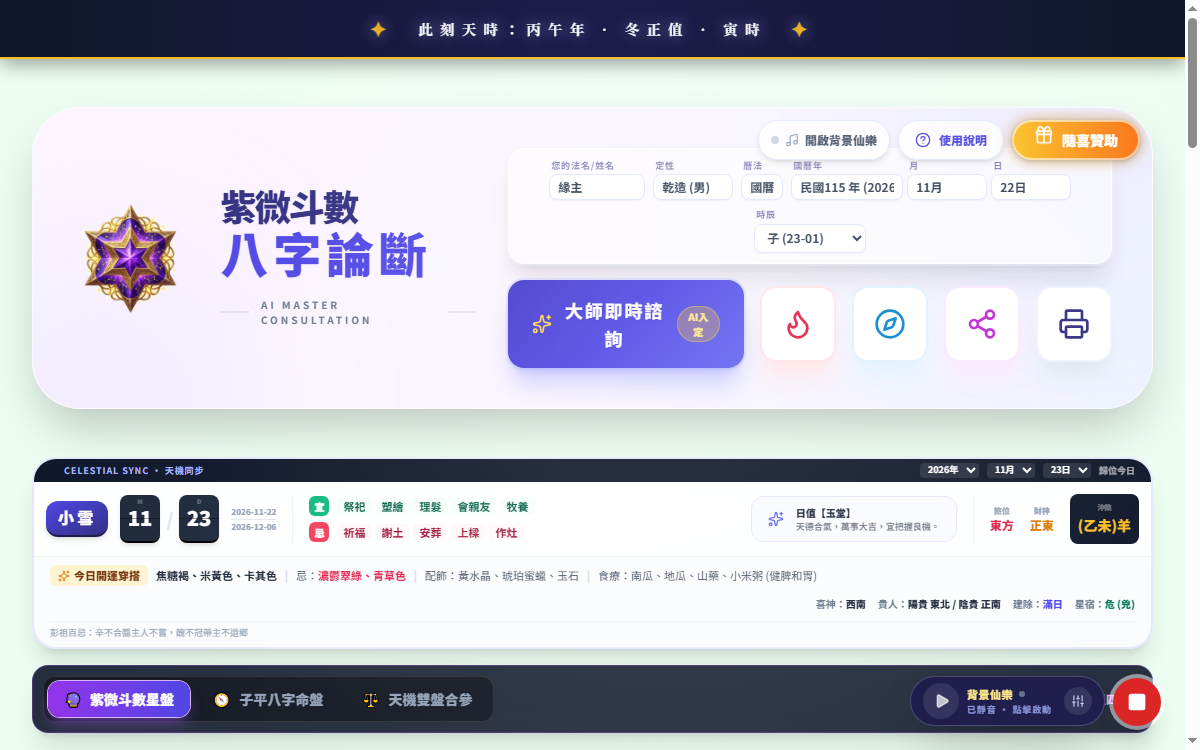 此刻天時：丙午年 · 冬正值 · 寅時
開啟背景仙樂
使用說明
隨喜贊助
紫微斗數
八字論斷
AI MASTER
CONSULTATION
您的法名/姓名 定性 曆法 國曆年 月 日
緣主 乾造 (男) 國曆 民國115 年 (2026 11月 22日
時辰
子 (23-01)
大師即時諮
詢
AI入
定
CELESTIAL SYNC • 天機同步
2026年 11月 23日 歸位今日
小雪
11 / 23
2026-11-22
2026-12-06
宜 祭祀 塑繪 理髮 會親友 牧養
忌 祈福 謝土 安葬 上樑 作灶
日值【玉堂】
天德合氣，萬事大吉，宜把握良機。
東方
財神
正東
(乙未)羊
今日開運穿搭 焦糖褐、米黃色、卡其色 | 忌：濃鬱翠綠、青草色 | 配飾：黃水晶、琥珀蜜蠟、玉石 | 食療：南瓜、地瓜、山藥、小米粥 (健脾和胃)
喜神：西南 貴人：陽貴 東北 / 陰貴 正南 建除：滿日 星宿：危 (兇)
彭祖百忌：辛不合醬主人不嘗，醜不冠帶主不還鄉
紫微斗數星盤 子平八字命盤 天機雙盤合參
背景仙樂
已靜音 • 點擊啟動